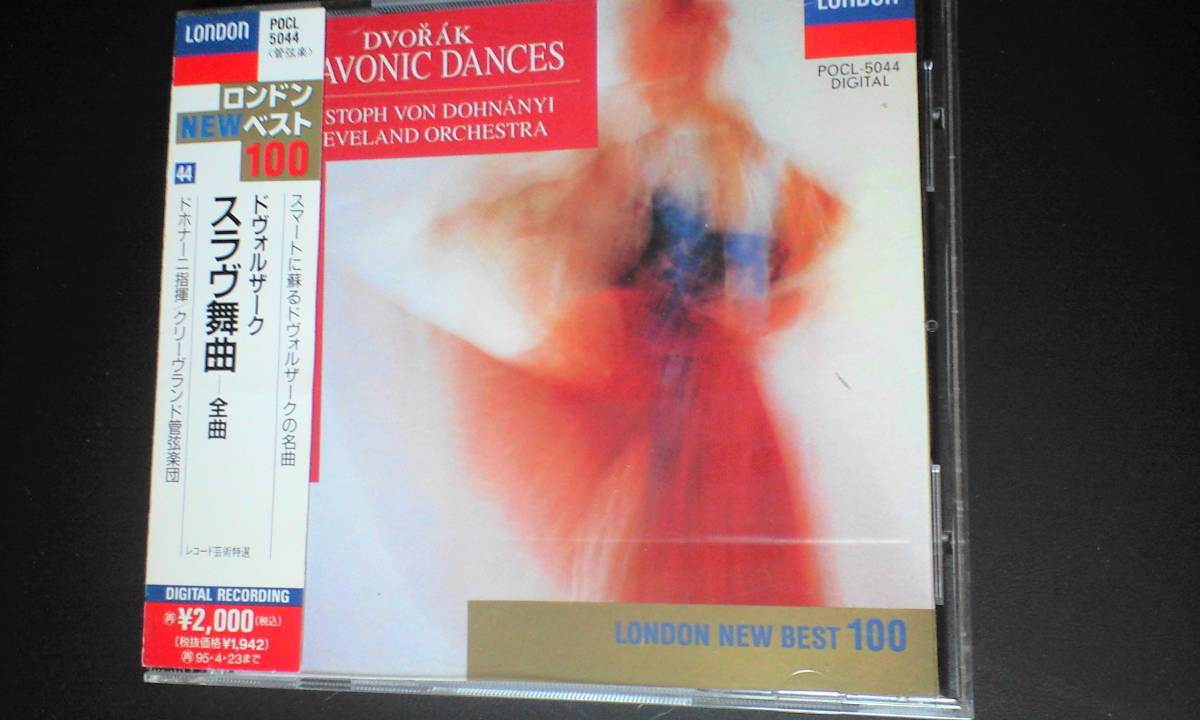 LONDON
POCL
5044
〈管弦楽〉
ロンドン
NEWベスト
100
44
スマートに蘇るドヴォルザークの名曲
ドヴォルザーク
スラヴ舞曲―全曲
ドホナーニ指揮/クリーヴランド管弦楽団
レコード芸術特選
DIGITAL RECORDING
再¥2,000(税込)
(税抜価格¥1,942)
再95・4・23まで
DVOŘÁK
AVONIC DANCES
STOPH VON DOHNÁNYI
EVELAND ORCHESTRA
LONDON
POCL-5044
DIGITAL
LONDON NEW BEST 100